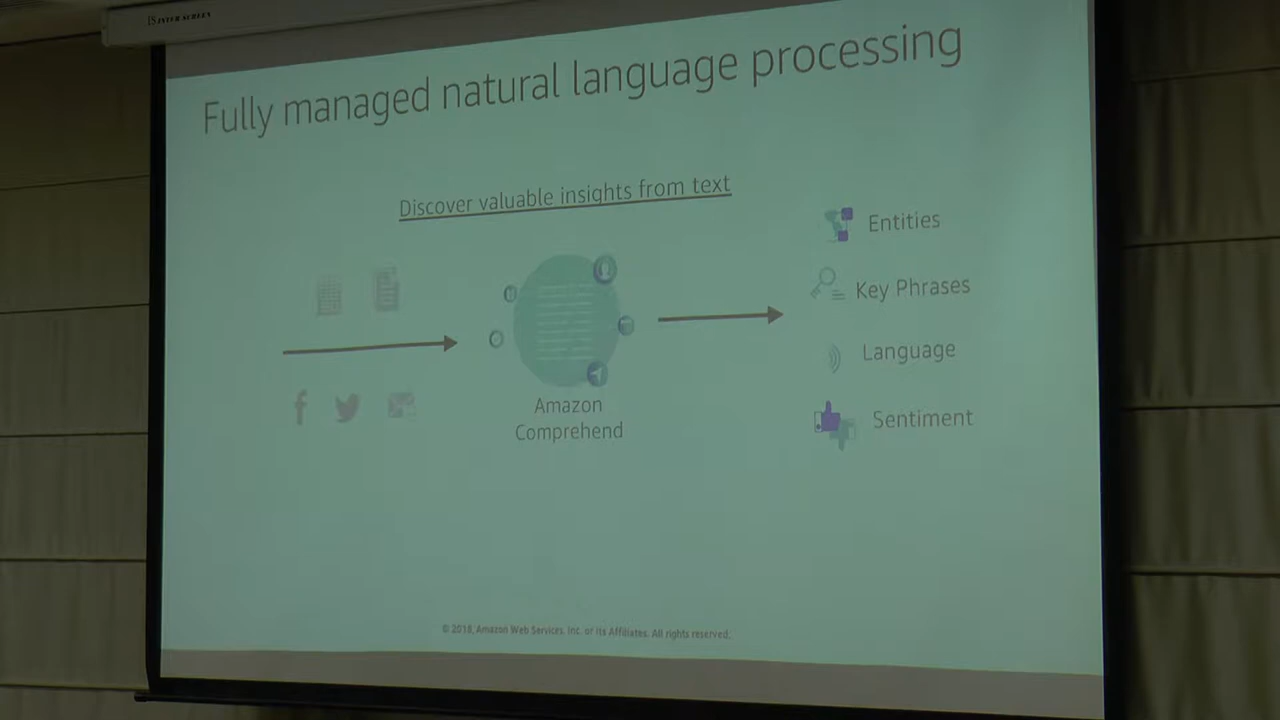 Fully managed natural language processing
Discover valuable insights from text
Entities
Key Phrases
Language
Sentiment
Amazon
Comprehend
© 2018, Amazon Web Services, Inc. or its Affiliates. All rights reserved.